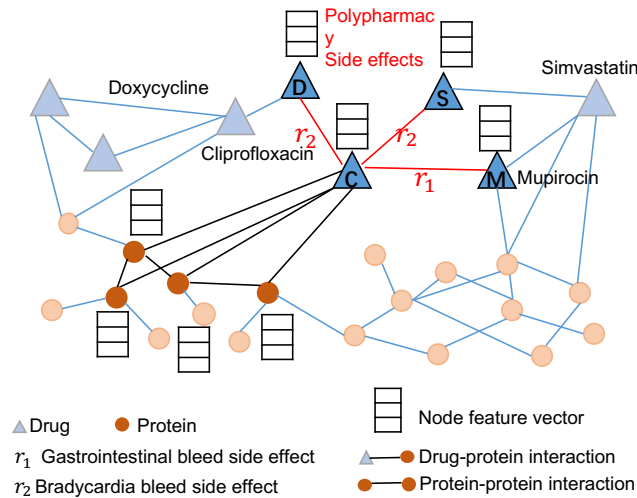 Polypharmac
y
Side effects
Simvastatin
Doxycycline
D
S
r₂
r₂
Cliprofloxacin
C
M
Mupirocin
r₁
Node feature vector
Drug
Protein
r₁ Gastrointestinal bleed side effect
Drug-protein interaction
r₂ Bradycardia bleed side effect
Protein-protein interaction